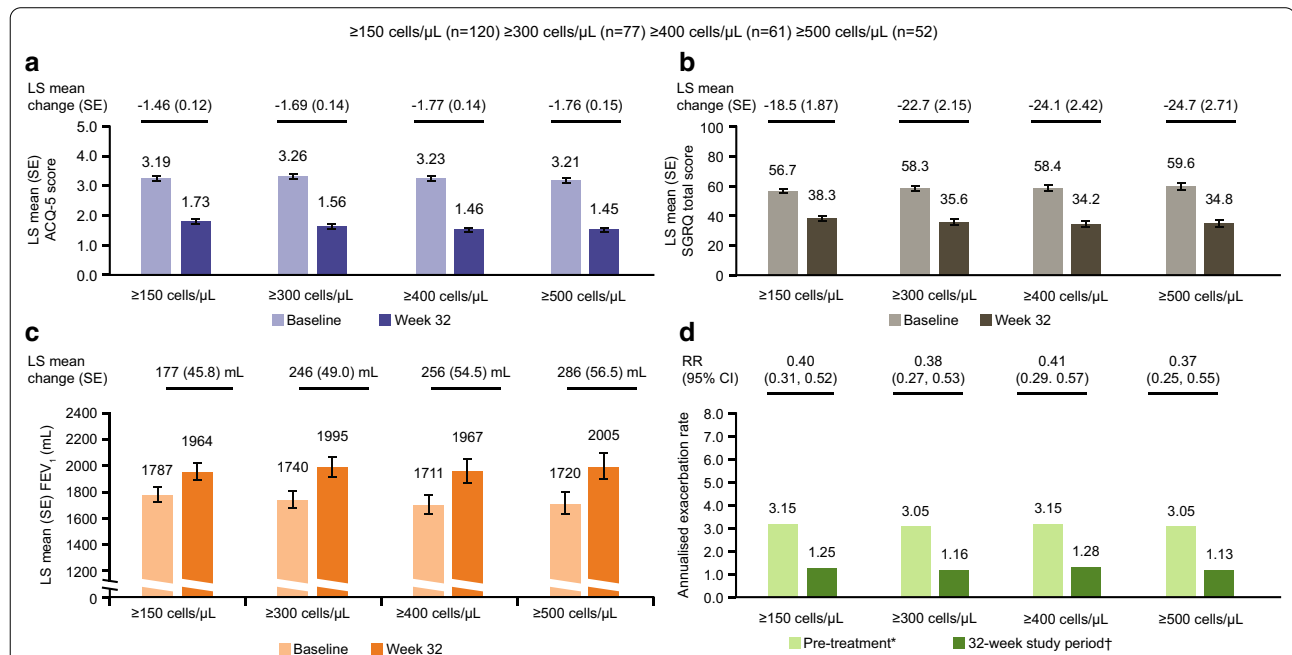 ≥150 cells/µL (n=120) ≥300 cells/µL (n=77) ≥400 cells/µL (n=61) ≥500 cells/µL (n=52)
a
LS mean
change (SE)
-1.46 (0.12) -1.69 (0.14) -1.77 (0.14) -1.76 (0.15)
LS mean (SE)
ACQ-5 score
5.0
4.0
3.0
2.0
1.0
0.0
3.19 1.73 3.26 1.56 3.23 1.46 3.21 1.45
≥150 cells/µL ≥300 cells/µL ≥400 cells/µL ≥500 cells/µL
Baseline Week 32
b
LS mean
change (SE)
-18.5 (1.87) -22.7 (2.15) -24.1 (2.42) -24.7 (2.71)
LS mean (SE)
SGRQ total score
100
80
60
40
20
0
56.7 38.3 58.3 35.6 58.4 34.2 59.6 34.8
≥150 cells/µL ≥300 cells/µL ≥400 cells/µL ≥500 cells/µL
Baseline Week 32
c
LS mean
change (SE)
177 (45.8) mL 246 (49.0) mL 256 (54.5) mL 286 (56.5) mL
LS mean (SE) FEV1 (mL)
2400
2200
2000
1800
1600
1400
1200
0
1787 1964 1740 1995 1711 1967 1720 2005
≥150 cells/µL ≥300 cells/µL ≥400 cells/µL ≥500 cells/µL
Baseline Week 32
d
RR
(95% CI)
0.40 0.38 0.41 0.37
(0.31, 0.52) (0.27, 0.53) (0.29. 0.57) (0.25, 0.55)
Annualised exacerbation rate
8.0
7.0
6.0
5.0
4.0
3.0
2.0
1.0
0.0
3.15 1.25 3.05 1.16 3.15 1.28 3.05 1.13
≥150 cells/µL ≥300 cells/µL ≥400 cells/µL ≥500 cells/µL
Pre-treatment* 32-week study period†